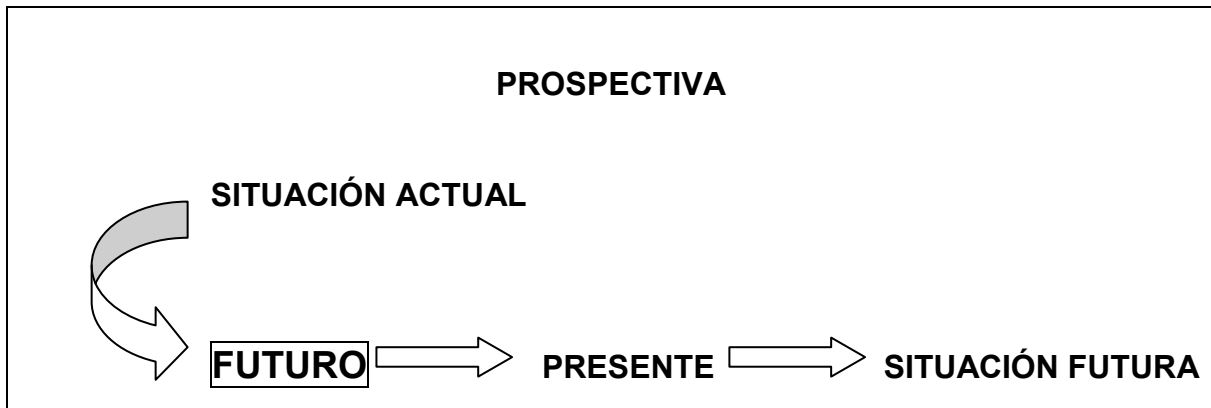 PROSPECTIVA
SITUACIÓN ACTUAL
FUTURO PRESENTE SITUACIÓN FUTURA